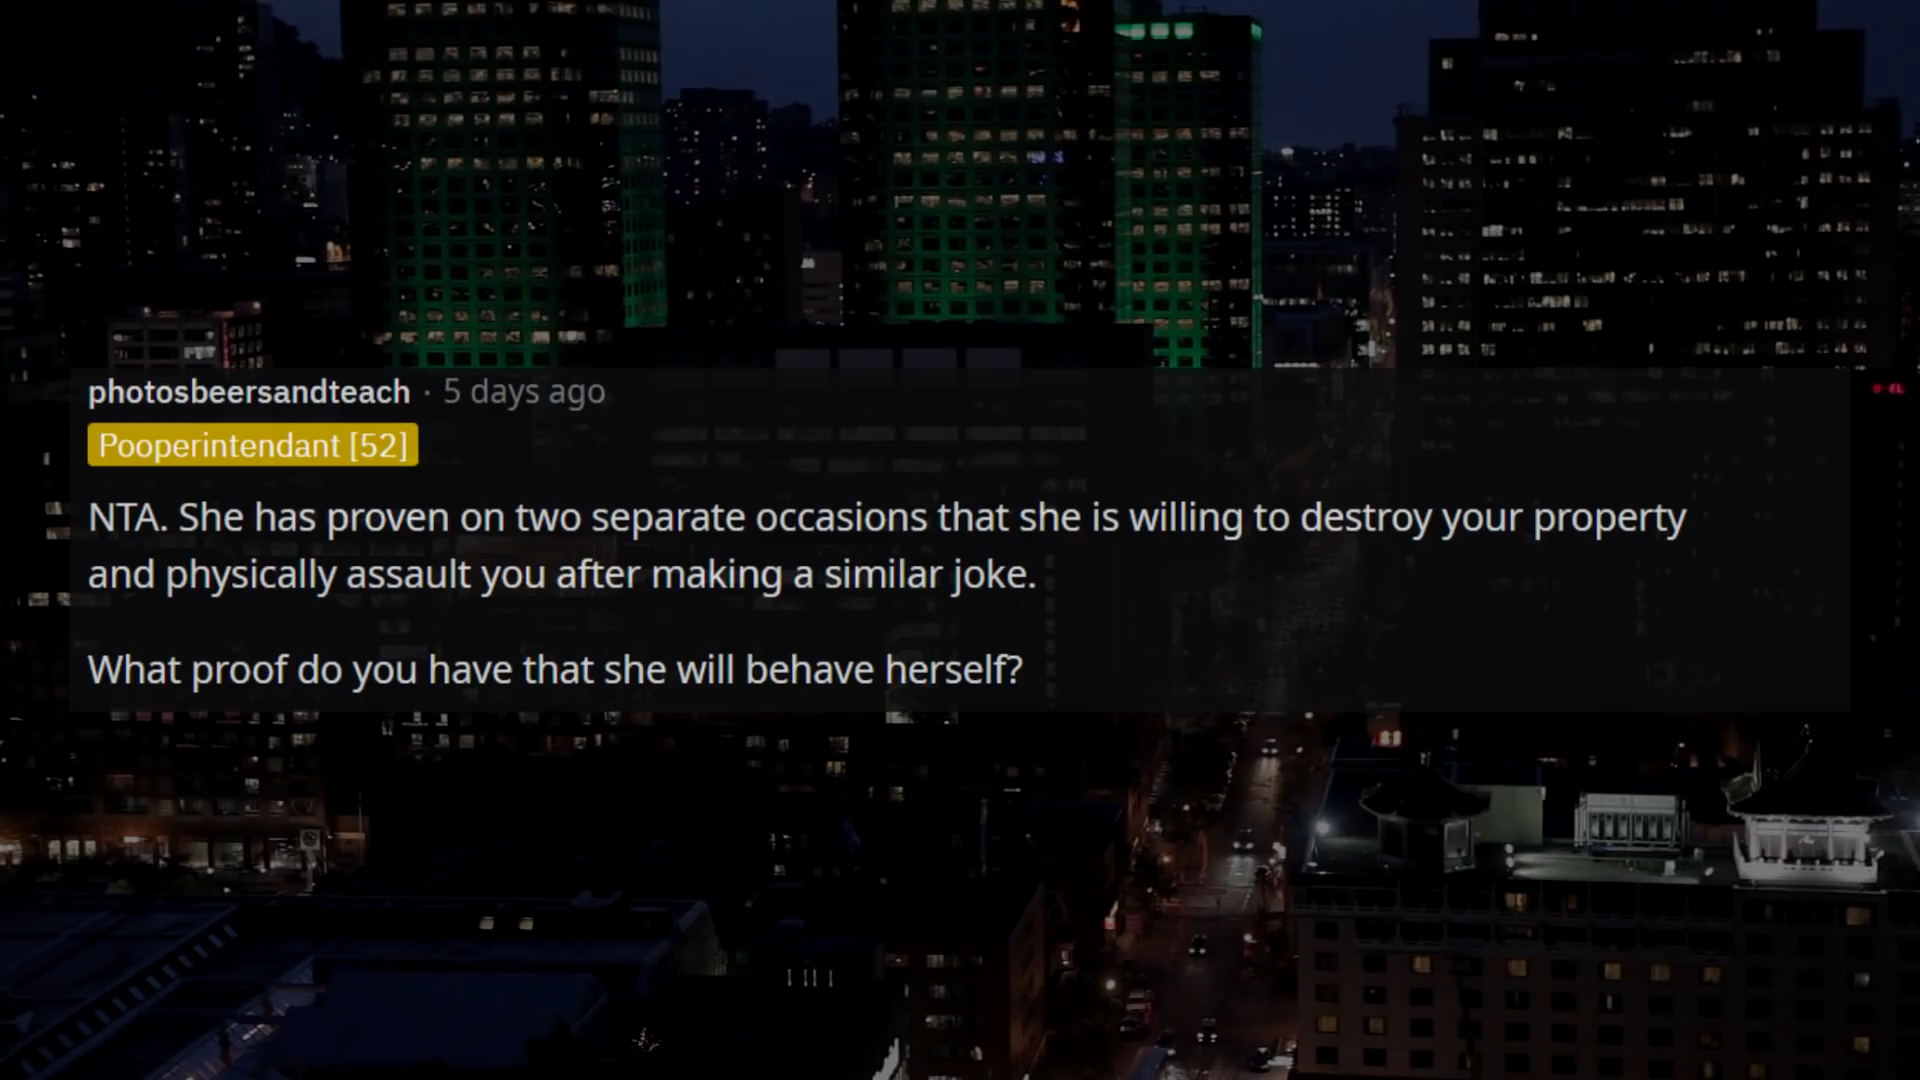 photosbeersandteach · 5 days ago
Pooperintendant [52]
NTA. She has proven on two separate occasions that she is willing to destroy your property
and physically assault you after making a similar joke.
What proof do you have that she will behave herself?